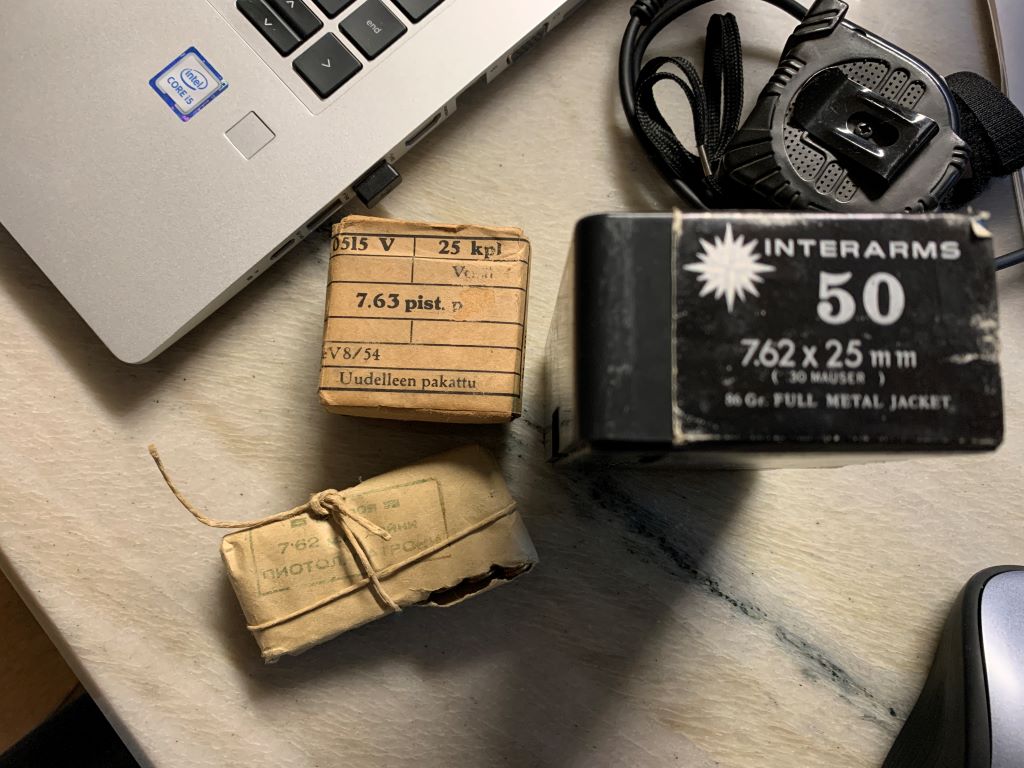 intel
CORE i5
end
0515 V 25 kpl
7.63 pist. p
V8/54
Uudelleen pakattu
INTERARMS
50
7.62 x 25 mm
( 30 MAUSER )
86 Gr. FULL METAL JACKET
7.62